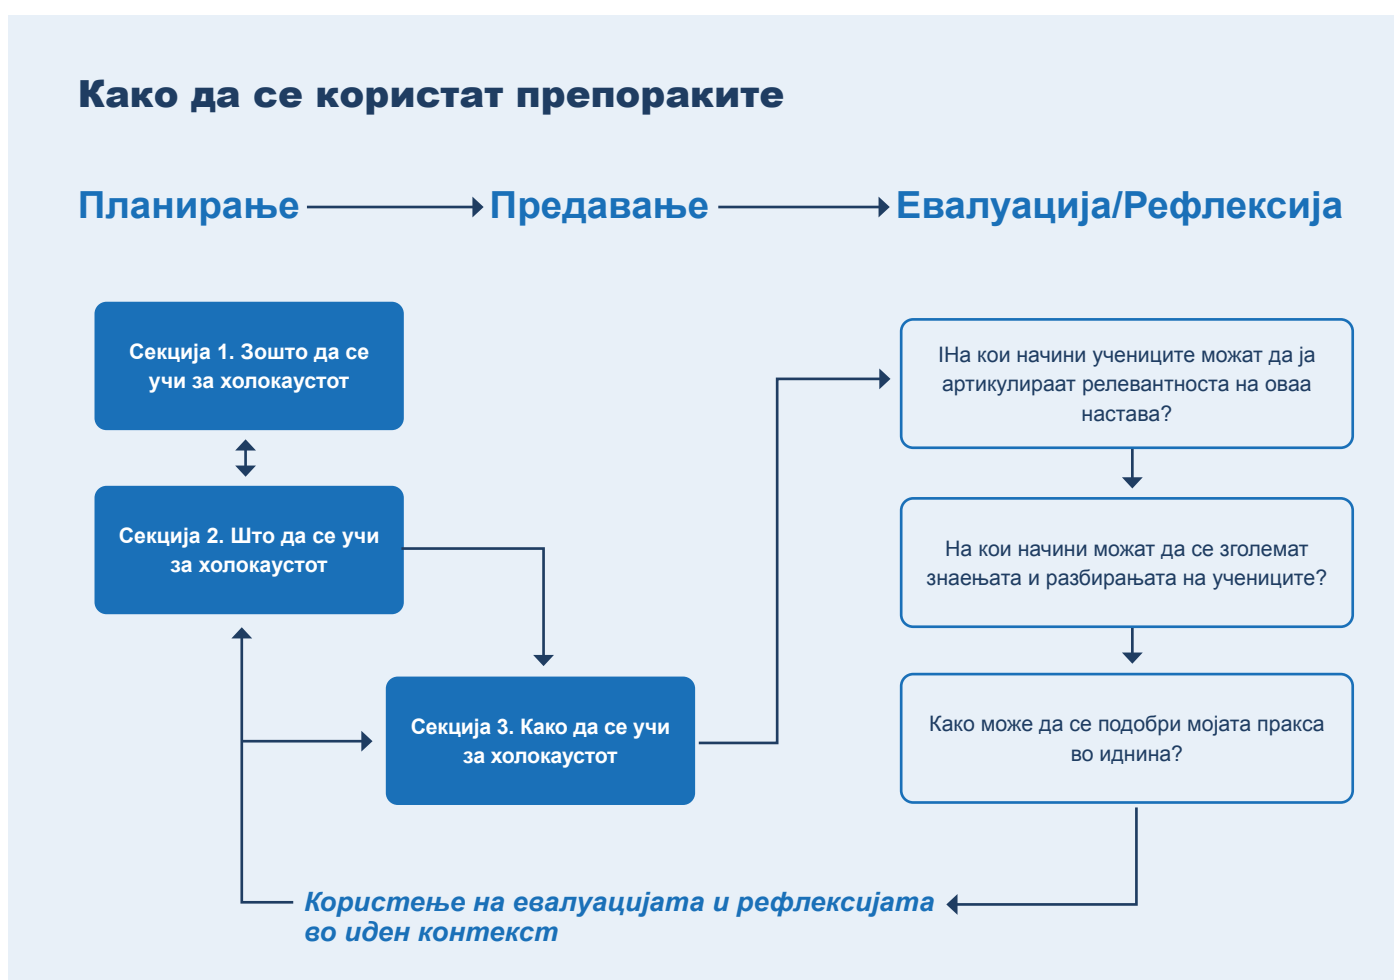 Како да се користат препораките
Планирање
Предавање
Евалуација/Рефлексија
Секција 1. Зошто да се
учи за холокаустот
Секција 2. Што да се учи
за холокаустот
Секција 3. Како да се учи
за холокаустот
IНа кои начини учениците можат да ја
артикулираат релевантноста на оваа
настава?
На кои начини можат да се зголемат
знаењата и разбирањата на учениците?
Како може да се подобри мојата пракса
во иднина?
Користење на евалуацијата и рефлексијата
во иден контекст